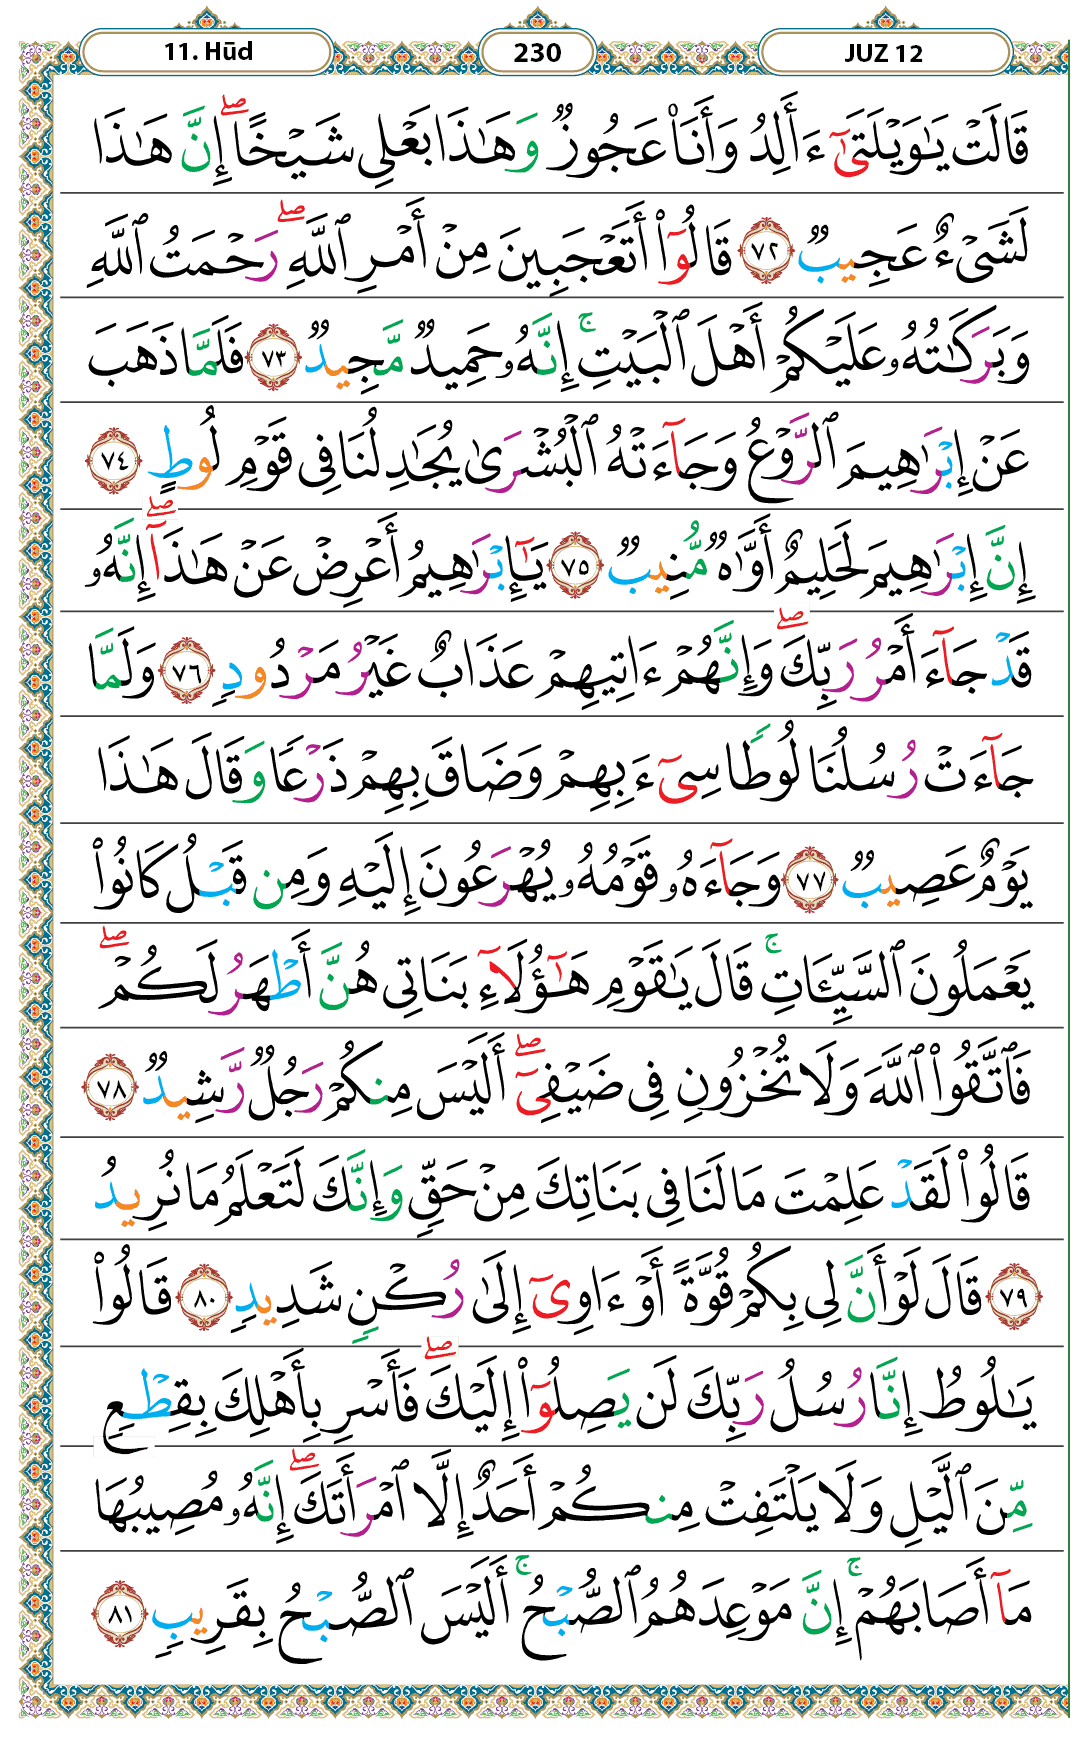 11. Hūd 230 JUZ 12
قَالَتْ يَـٰوَيْلَتَىٰٓ ءَأَلِدُ وَأَنَا۠ عَجُوزٌ وَهَـٰذَا بَعْلِى شَيْخًا ۖ إِنَّ هَـٰذَا
لَشَىْءٌ عَجِيبٌ ٧٢ قَالُوٓا۟ أَتَعْجَبِينَ مِنْ أَمْرِ ٱللَّهِ ۖ رَحْمَتُ ٱللَّهِ
وَبَرَكَـٰتُهُۥ عَلَيْكُمْ أَهْلَ ٱلْبَيْتِ ۚ إِنَّهُۥ حَمِيدٌ مَّجِيدٌ ٧٣ فَلَمَّا ذَهَبَ
عَنْ إِبْرَٰهِيمَ ٱلرَّوْعُ وَجَآءَتْهُ ٱلْبُشْرَىٰ يُجَـٰدِلُنَا فِى قَوْمِ لُوطٍ ٧٤
إِنَّ إِبْرَٰهِيمَ لَحَلِيمٌ أَوَّٰهٌ مُّنِيبٌ ٧٥ يَـٰٓإِبْرَٰهِيمُ أَعْرِضْ عَنْ هَـٰذَآ ۖ إِنَّهُۥ
قَدْ جَآءَ أَمْرُ رَبِّكَ ۖ وَإِنَّهُمْ ءَاتِيهِمْ عَذَابٌ غَيْرُ مَرْدُودٍ ٧٦ وَلَمَّا
جَآءَتْ رُسُلُنَا لُوطًا سِىٓءَ بِهِمْ وَضَاقَ بِهِمْ ذَرْعًا وَقَالَ هَـٰذَا
يَوْمٌ عَصِيبٌ ٧٧ وَجَآءَهُۥ قَوْمُهُۥ يُهْرَعُونَ إِلَيْهِ وَمِن قَبْلُ كَانُوا۟
يَعْمَلُونَ ٱلسَّيِّـَٔاتِ ۚ قَالَ يَـٰقَوْمِ هَـٰٓؤُلَآءِ بَنَاتِى هُنَّ أَطْهَرُ لَكُمْ ۖ
فَٱتَّقُوا۟ ٱللَّهَ وَلَا تُخْزُونِ فِى ضَيْفِىٓ ۖ أَلَيْسَ مِنكُمْ رَجُلٌ رَّشِيدٌ ٧٨
قَالُوا۟ لَقَدْ عَلِمْتَ مَا لَنَا فِى بَنَاتِكَ مِنْ حَقٍّ وَإِنَّكَ لَتَعْلَمُ مَا نُرِيدُ
٧٩ قَالَ لَوْ أَنَّ لِى بِكُمْ قُوَّةً أَوْ ءَاوِىٓ إِلَىٰ رُكْنٍ شَدِيدٍ ٨٠ قَالُوا۟
يَـٰلُوطُ إِنَّا رُسُلُ رَبِّكَ لَن يَصِلُوٓا۟ إِلَيْكَ ۖ فَأَسْرِ بِأَهْلِكَ بِقِطْعٍ
مِّنَ ٱلَّيْلِ وَلَا يَلْتَفِتْ مِنكُمْ أَحَدٌ إِلَّا ٱمْرَأَتَكَ ۖ إِنَّهُۥ مُصِيبُهَا
مَآ أَصَابَهُمْ ۚ إِنَّ مَوْعِدَهُمُ ٱلصُّبْحُ ۚ أَلَيْسَ ٱلصُّبْحُ بِقَرِيبٍ ٨١